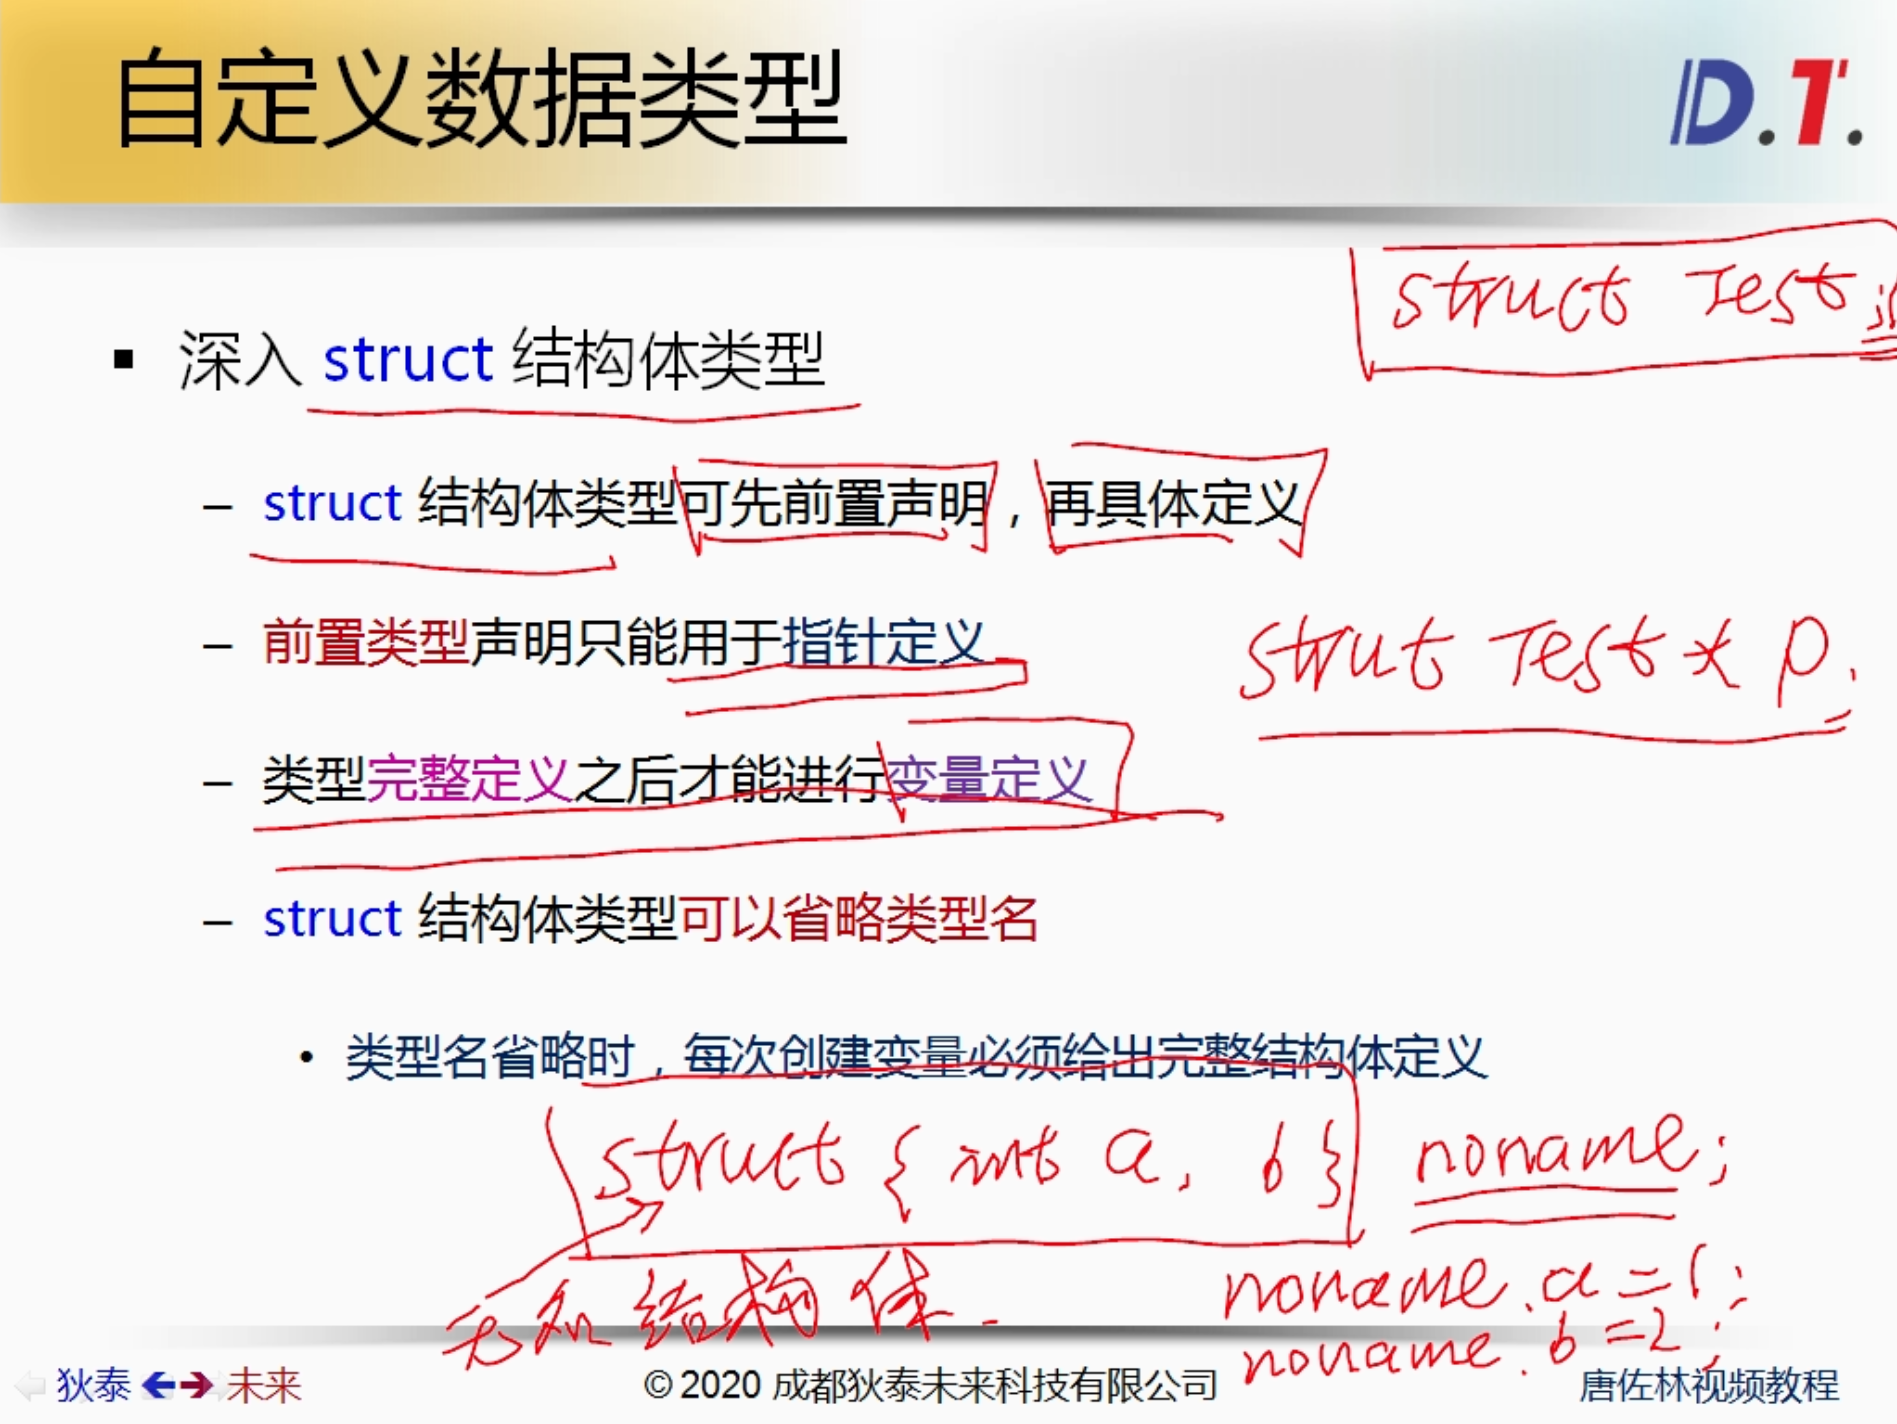 自定义数据类型
D.T.
struct Test;
深入 struct 结构体类型
struct 结构体类型可先前置声明，再具体定义
前置类型声明只能用于指针定义
strut Test * p;
类型完整定义之后才能进行变量定义
struct 结构体类型可以省略类型名
类型名省略时，每次创建变量必须给出完整结构体定义
struct { int a, b } noname;
结构体
noname.a = 1;
noname.b = 2;
狄泰 未来
© 2020 成都狄泰未来科技有限公司
唐佐林视频教程